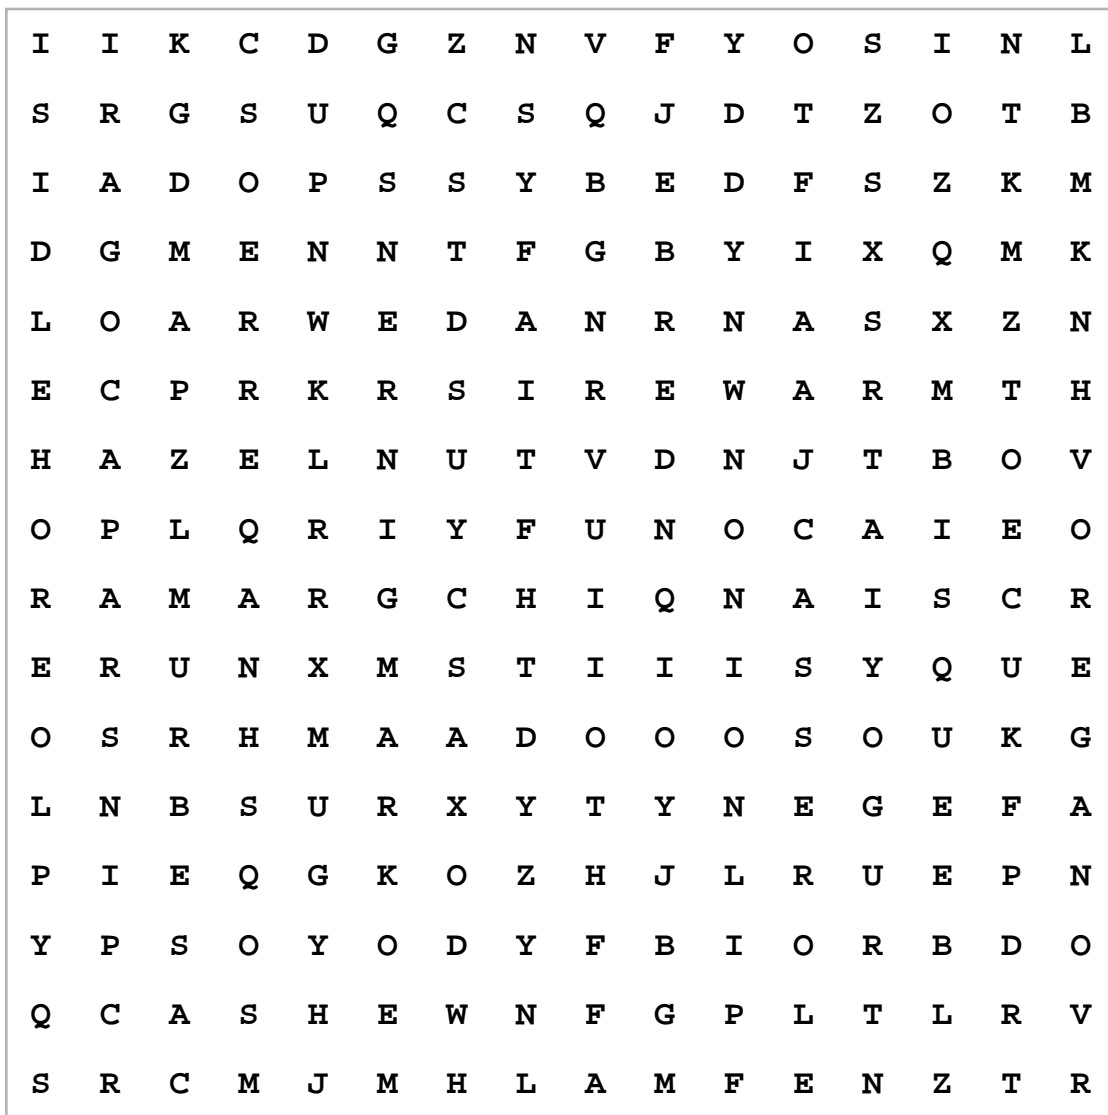 I I K C D G Z N V F Y O S I N L
S R G S U Q C S Q J D T Z O T B
I A D O P S S Y B E D F S Z K M
D G M E N N T F G B Y I X Q M K
L O A R W E D A N R N A S X Z N
E C P R K R S I R E W A R M T H
H A Z E L N U T V D N J T B O V
O P L Q R I Y F U N O C A I E O
R A M A R G C H I Q N A I S C R
E R U N X M S T I I I S Y Q U E
O S R H M A A D O O O S O U K G
L N B S U R X Y T Y N E G E F A
P I E Q G K O Z H J L R U E P N
Y P S O Y O D Y F B I O R B D O
Q C A S H E W N F G P L T L R V
S R C M J M H L A M F E N Z T R